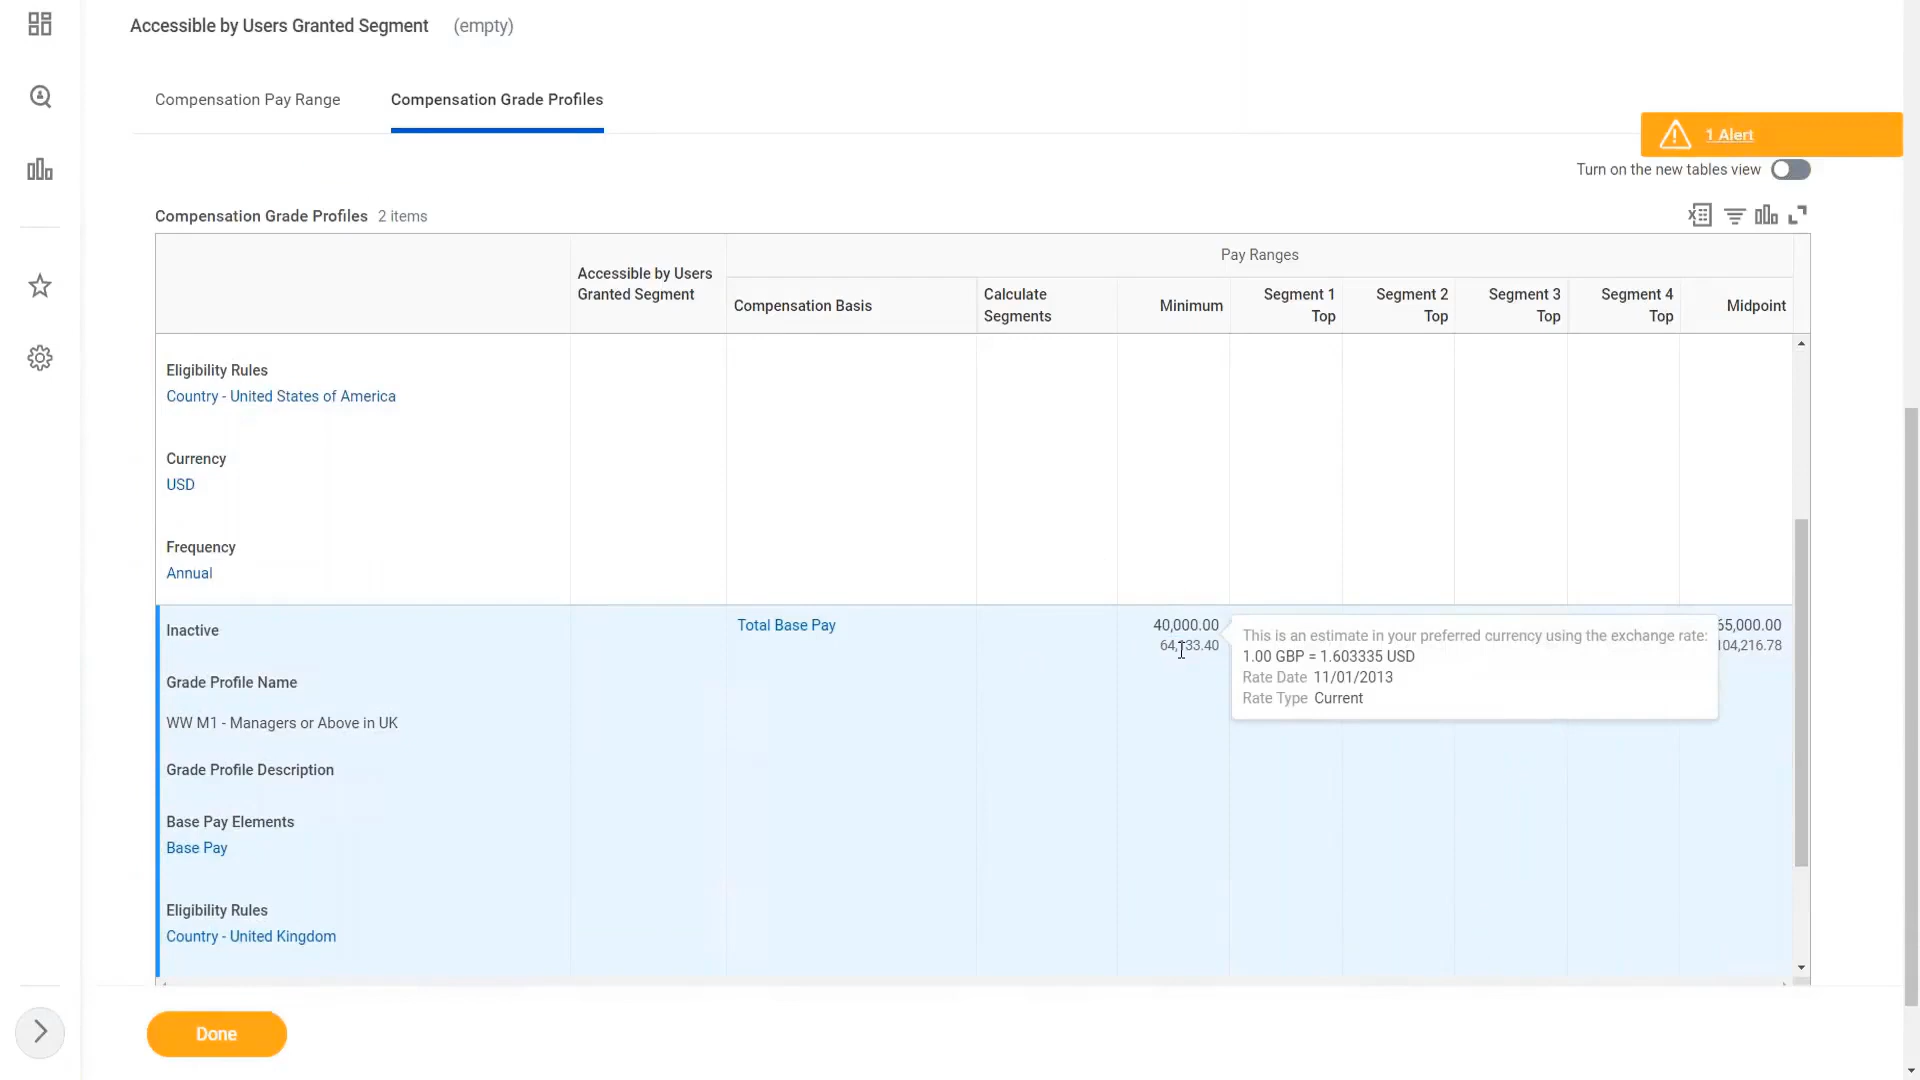 Accessible by Users Granted Segment (empty)
Compensation Pay Range
Compensation Grade Profiles
1 Alert
Turn on the new tables view
Compensation Grade Profiles 2 items
Accessible by Users
Granted Segment
Pay Ranges
Compensation Basis
Calculate
Segments
Minimum
Segment 1
Top
Segment 2
Top
Segment 3
Top
Segment 4
Top
Midpoint
Eligibility Rules
Country - United States of America
Currency
USD
Frequency
Annual
Inactive
Total Base Pay
40,000.00
65,000.00
104,216.78
This is an estimate in your preferred currency using the exchange rate:
1.00 GBP = 1.603335 USD
Rate Date 11/01/2013
Rate Type Current
Grade Profile Name
WW M1 - Managers or Above in UK
Grade Profile Description
Base Pay Elements
Base Pay
Eligibility Rules
Country - United Kingdom
Done